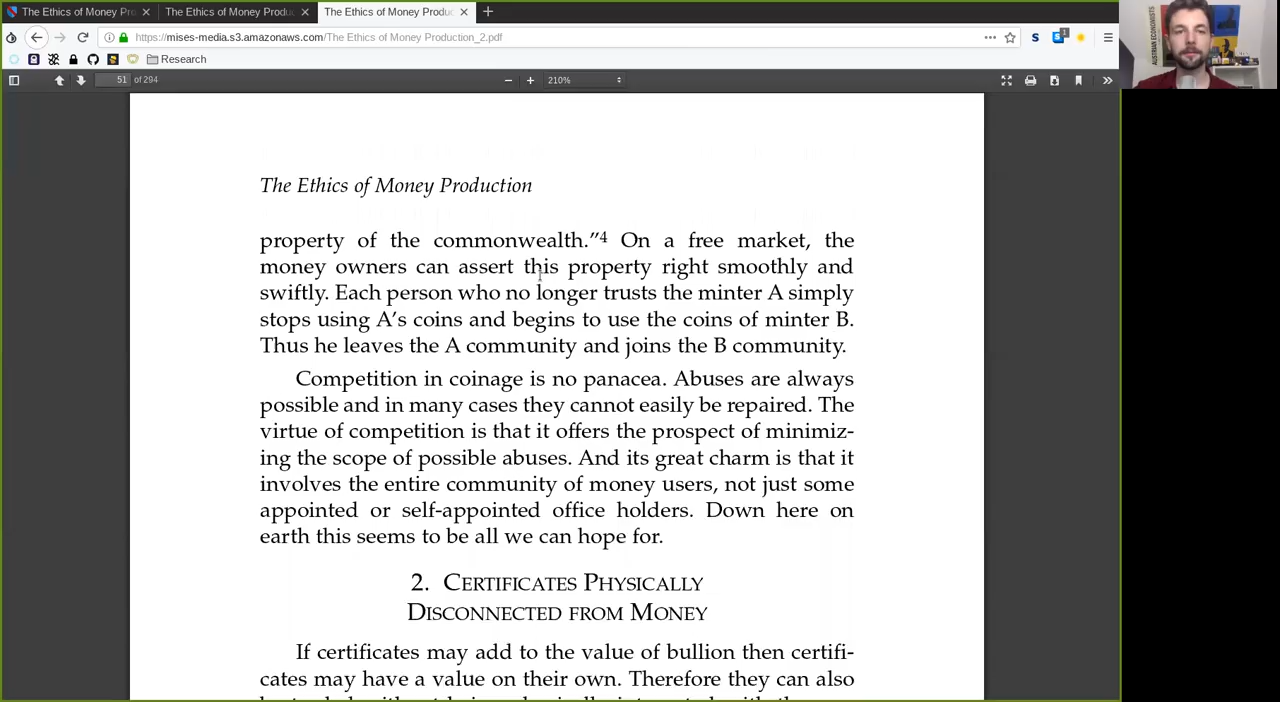 The Ethics of Money Pro
The Ethics of Money Produc
The Ethics of Money Produc
https://mises-media.s3.amazonaws.com/The Ethics of Money Production_2.pdf
S
1
Research
51 of 294
210%
AUSTRIAN ECONOMISTS
The Ethics of Money Production
property of the commonwealth.”4 On a free market, the
money owners can assert this property right smoothly and
swiftly. Each person who no longer trusts the minter A simply
stops using A’s coins and begins to use the coins of minter B.
Thus he leaves the A community and joins the B community.
Competition in coinage is no panacea. Abuses are always
possible and in many cases they cannot easily be repaired. The
virtue of competition is that it offers the prospect of minimiz-
ing the scope of possible abuses. And its great charm is that it
involves the entire community of money users, not just some
appointed or self-appointed office holders. Down here on
earth this seems to be all we can hope for.
2. Certificates Physically
Disconnected from Money
If certificates may add to the value of bullion then certifi-
cates may have a value on their own. Therefore they can also